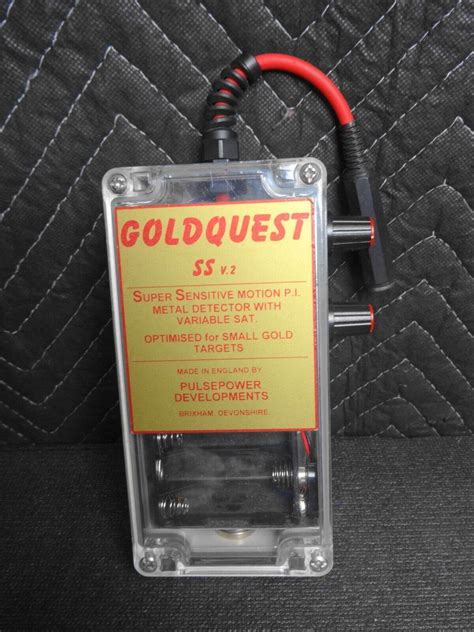 GOLDQUEST
SS V.2
SUPER SENSITIVE MOTION P.I.
METAL DETECTOR WITH
VARIABLE SAT.
OPTIMISED for SMALL GOLD
TARGETS
MADE IN ENGLAND BY
PULSEPOWER
DEVELOPMENTS
BRIXHAM, DEVONSHIRE.